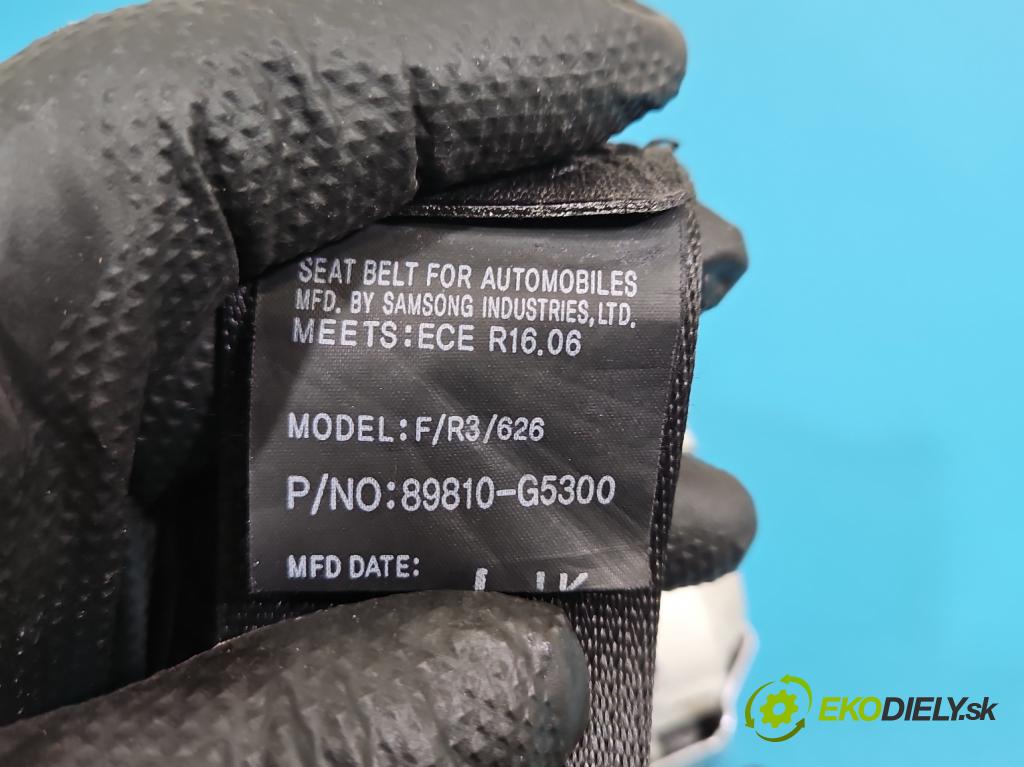 SEAT BELT FOR AUTOMOBILES
MFD. BY SAMSONG INDUSTRIES,LTD.
MEETS:ECE R16.06
MODEL:F/R3/626
P/NO:89810-G5300
MFD DATE:
EKODIELY.sk